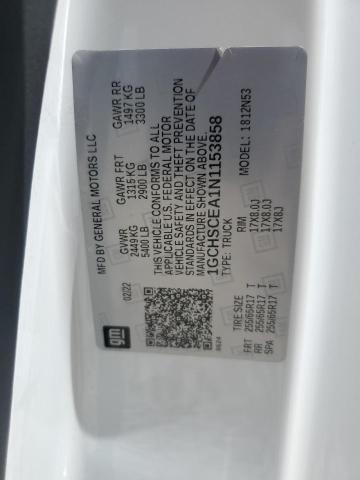 MFD BY GENERAL MOTORS LLC
02/22
GVWR
2449 KG
5400 LB
GAWR FRT
1315 KG
2900 LB
GAWR RR
1497 KG
3300 LB
THIS VEHICLE CONFORMS TO ALL
APPLICABLE U.S. FEDERAL MOTOR
VEHICLE SAFETY AND THEFT PREVENTION
STANDARDS IN EFFECT ON THE DATE OF
MANUFACTURE SHOWN ABOVE.
1GCHSCEA1N1153858
TYPE: TRUCK
MODEL: 1812N53
gm
8624
TIRE SIZE RIM
FRT 255/65R17 T 17X8.0J
RR 255/65R17 T 17X8.0J
SPA 255/65R17 T 17X8J